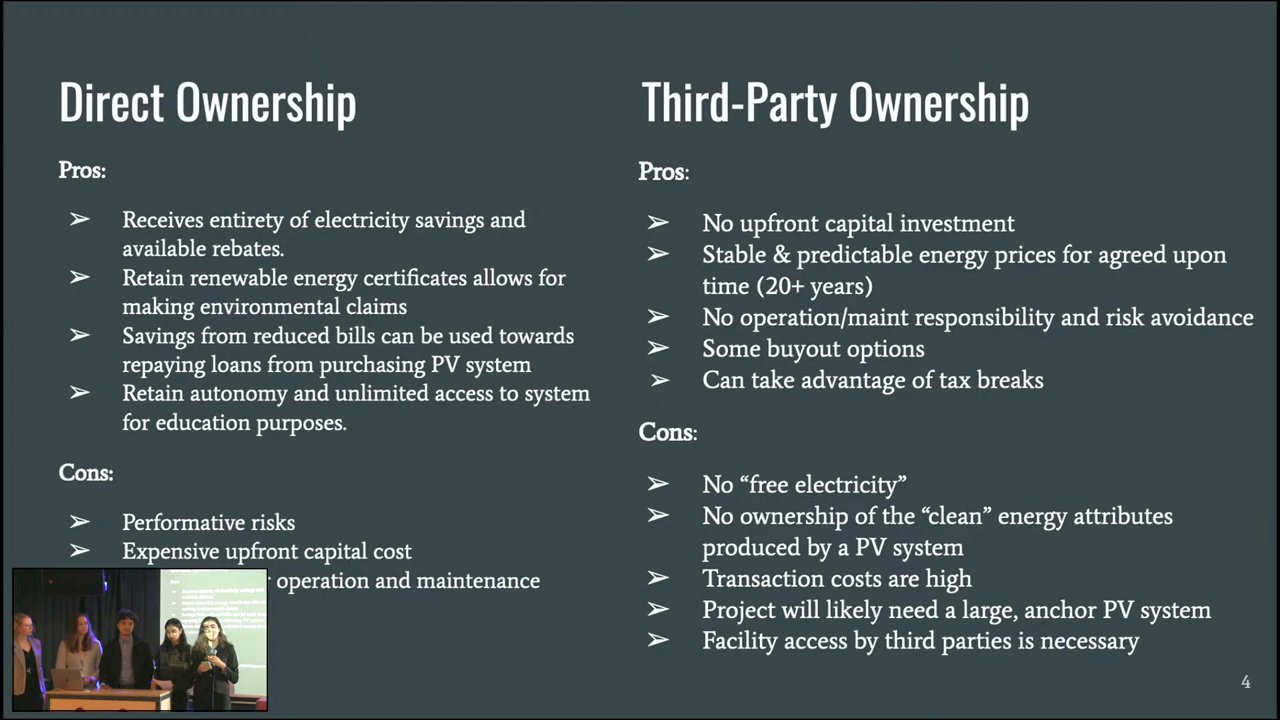 Direct Ownership
Pros:
➢ Receives entirety of electricity savings and
available rebates.
➢ Retain renewable energy certificates allows for
making environmental claims
➢ Savings from reduced bills can be used towards
repaying loans from purchasing PV system
➢ Retain autonomy and unlimited access to system
for education purposes.
Cons:
➢ Performative risks
➢ Expensive upfront capital cost
operation and maintenance
Third-Party Ownership
Pros:
➢ No upfront capital investment
➢ Stable & predictable energy prices for agreed upon
time (20+ years)
➢ No operation/maint responsibility and risk avoidance
➢ Some buyout options
➢ Can take advantage of tax breaks
Cons:
➢ No “free electricity”
➢ No ownership of the “clean” energy attributes
produced by a PV system
➢ Transaction costs are high
➢ Project will likely need a large, anchor PV system
➢ Facility access by third parties is necessary
4